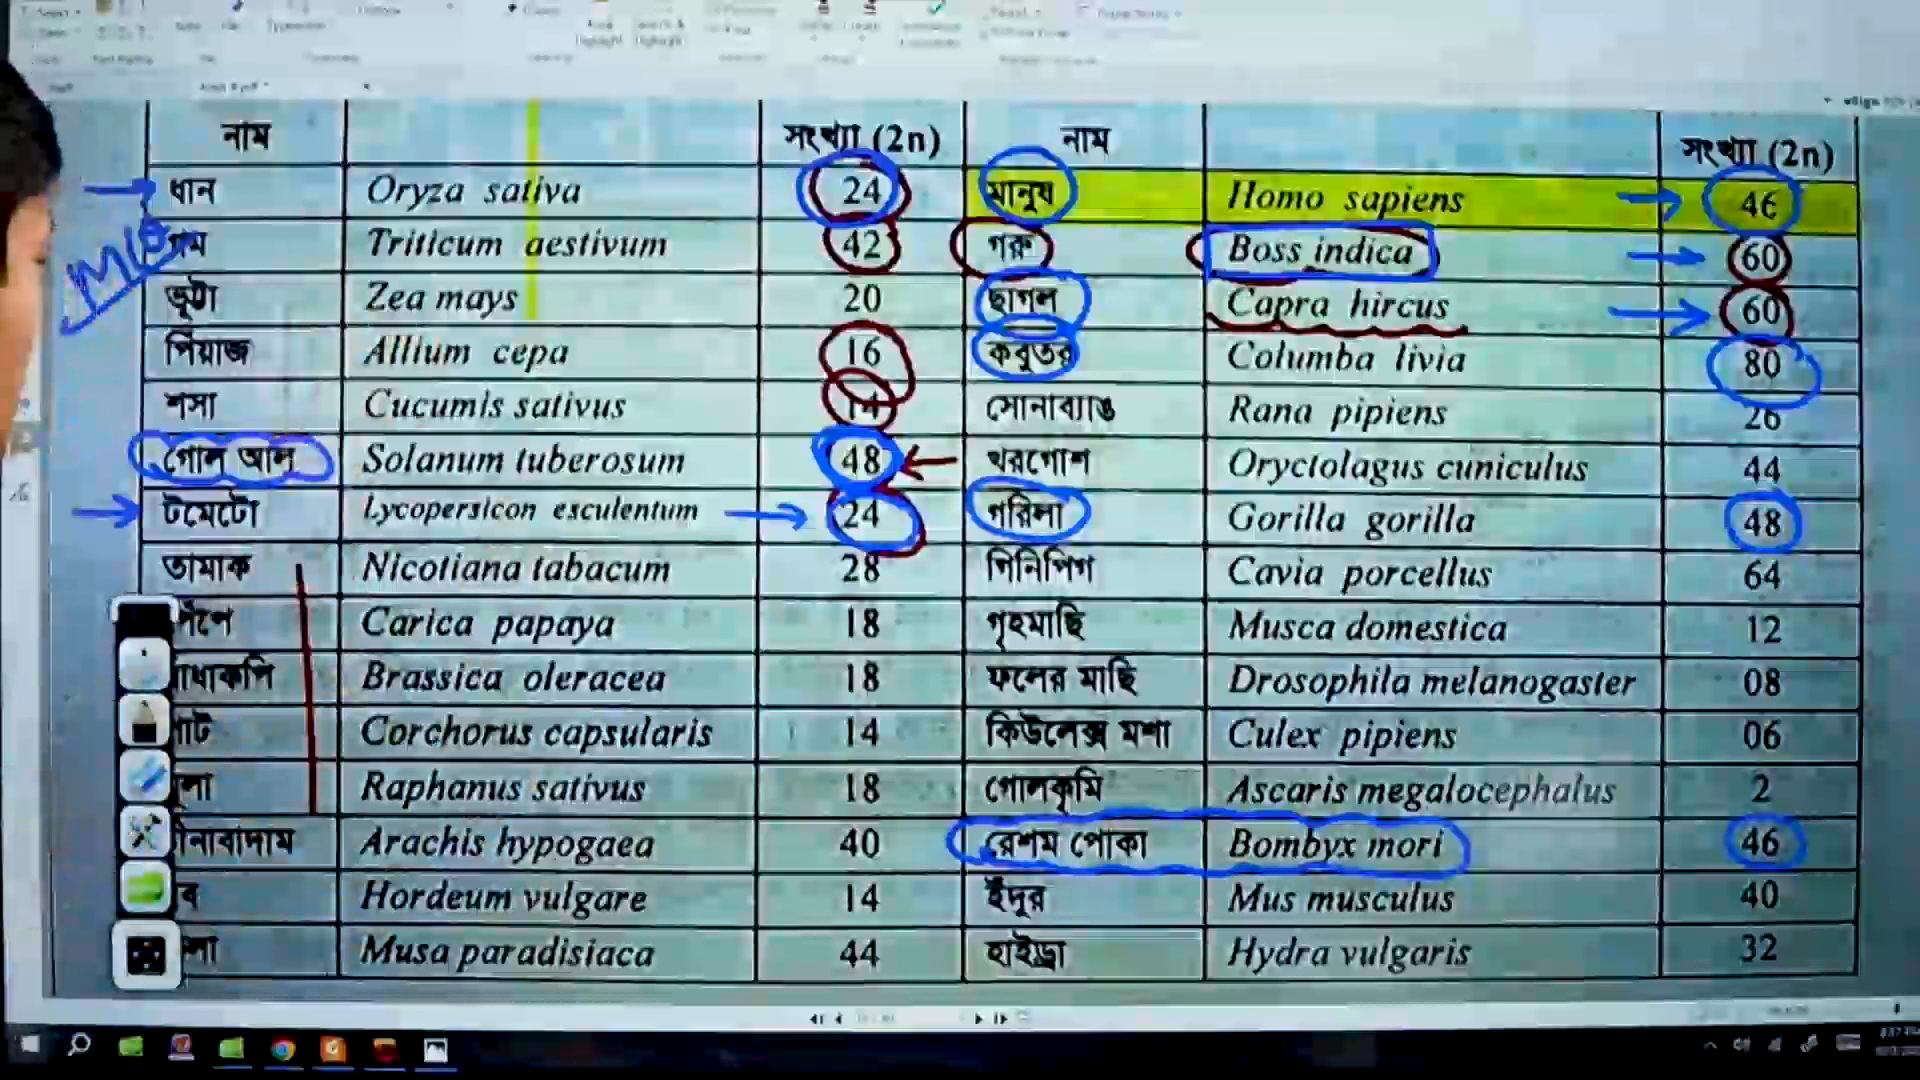 নাম সংখ্যা (2n) নাম সংখ্যা (2n)
ধান Oryza sativa 24 মানুষ Homo sapiens 46
গম Triticum aestivum 42 গরু Boss indica 60
ভূট্টা Zea mays 20 ছাগল Capra hircus 60
পিঁয়াজ Allium cepa 16 কবুতর Columba livia 80
শসা Cucumis sativus 14 সোনাব্যাঙ Rana pipiens 26
গোল আলু Solanum tuberosum 48 খরগোশ Oryctolagus cuniculus 44
টমেটো Lycopersicon esculentum 24 গরিলা Gorilla gorilla 48
তামাক Nicotiana tabacum 28 গিনিপিগ Cavia porcellus 64
Carica papaya 18 গৃহমাছি Musca domestica 12
Brassica oleracea 18 ফলের মাছি Drosophila melanogaster 08
Corchorus capsularis 14 কিউলেক্স মশা Culex pipiens 06
Raphanus sativus 18 গোলকৃমি Ascaris megalocephalus 2
Arachis hypogaea 40 রেশম পোকা Bombyx mori 46
Hordeum vulgare 14 ইঁদুর Mus musculus 40
Musa paradisiaca 44 হাইড্রা Hydra vulgaris 32